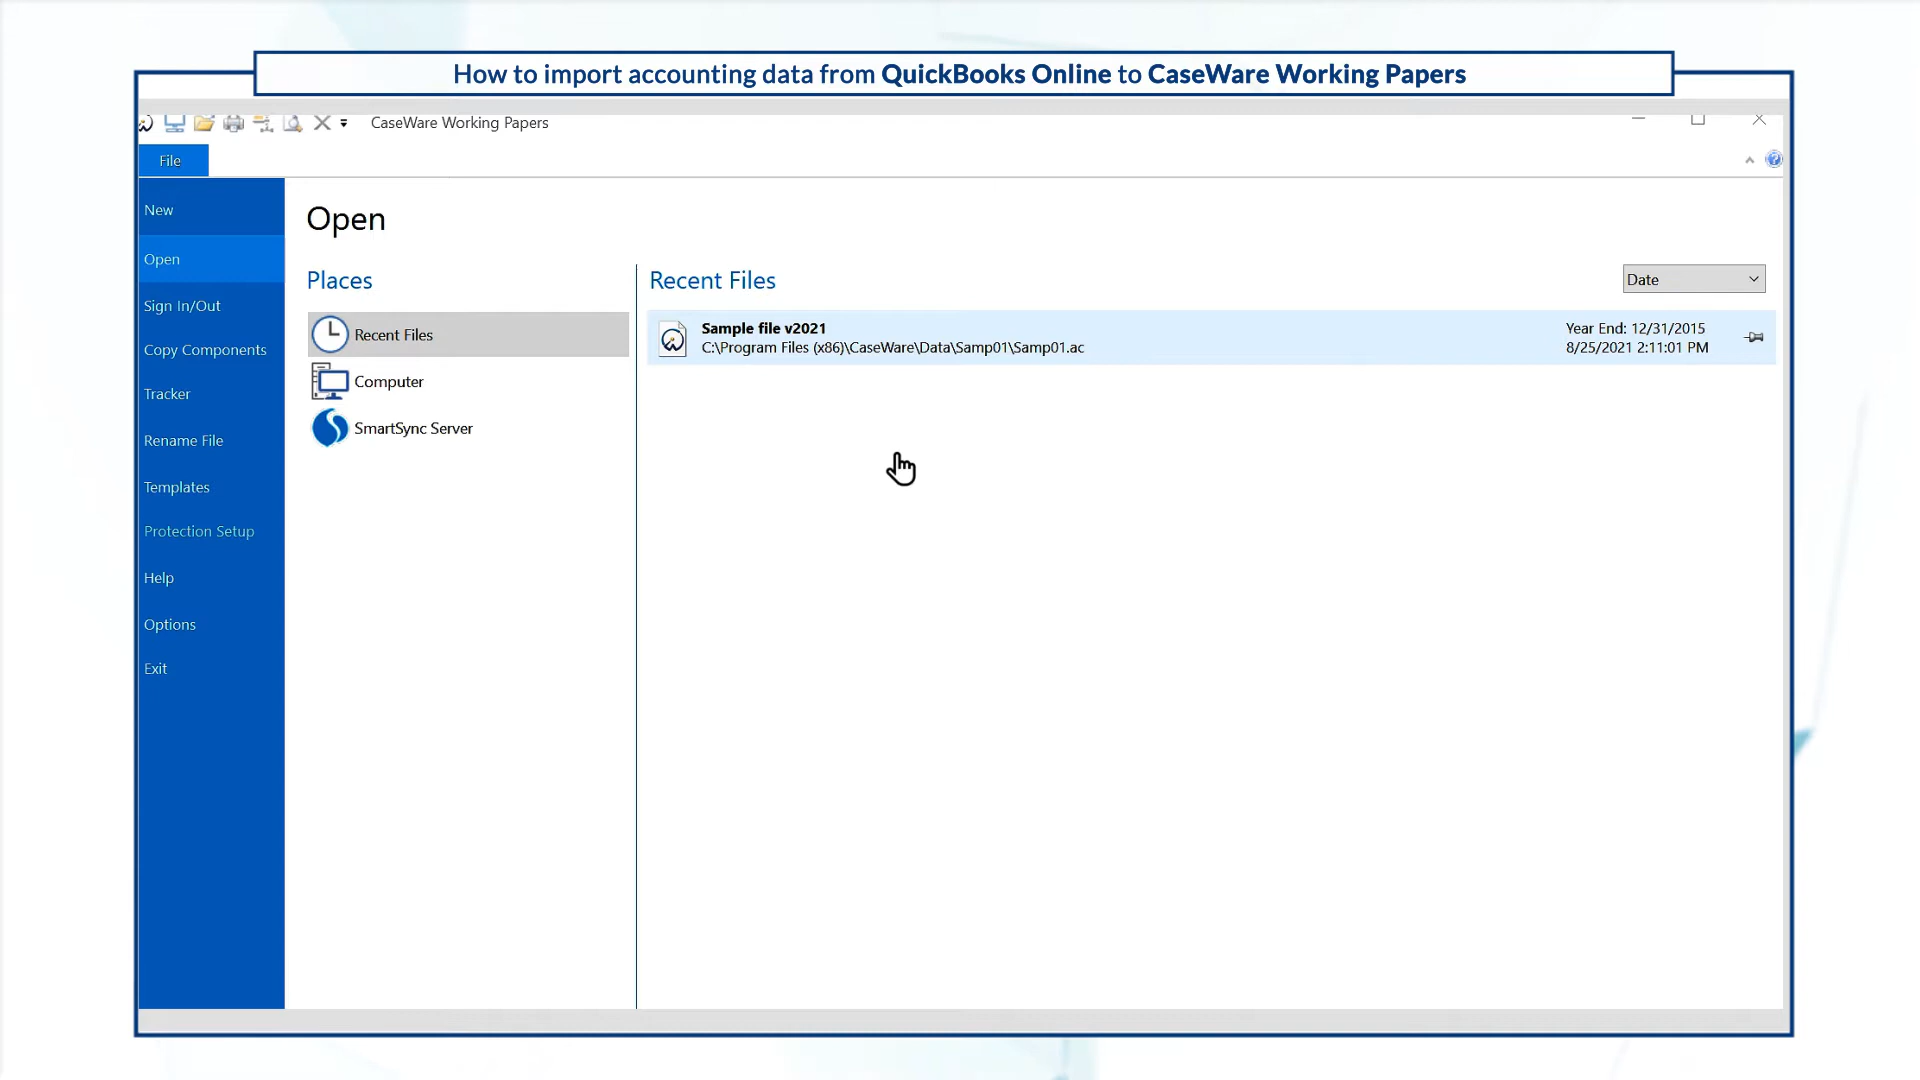 How to import accounting data from QuickBooks Online to CaseWare Working Papers
CaseWare Working Papers
File
New
Open
Sign In/Out
Copy Components
Tracker
Rename File
Templates
Protection Setup
Help
Options
Exit
Open
Places
Recent Files
Computer
SmartSync Server
Recent Files
Date
Sample file v2021
Year End: 12/31/2015
C:\Program Files (x86)\CaseWare\Data\Samp01\Samp01.ac
8/25/2021 2:11:01 PM